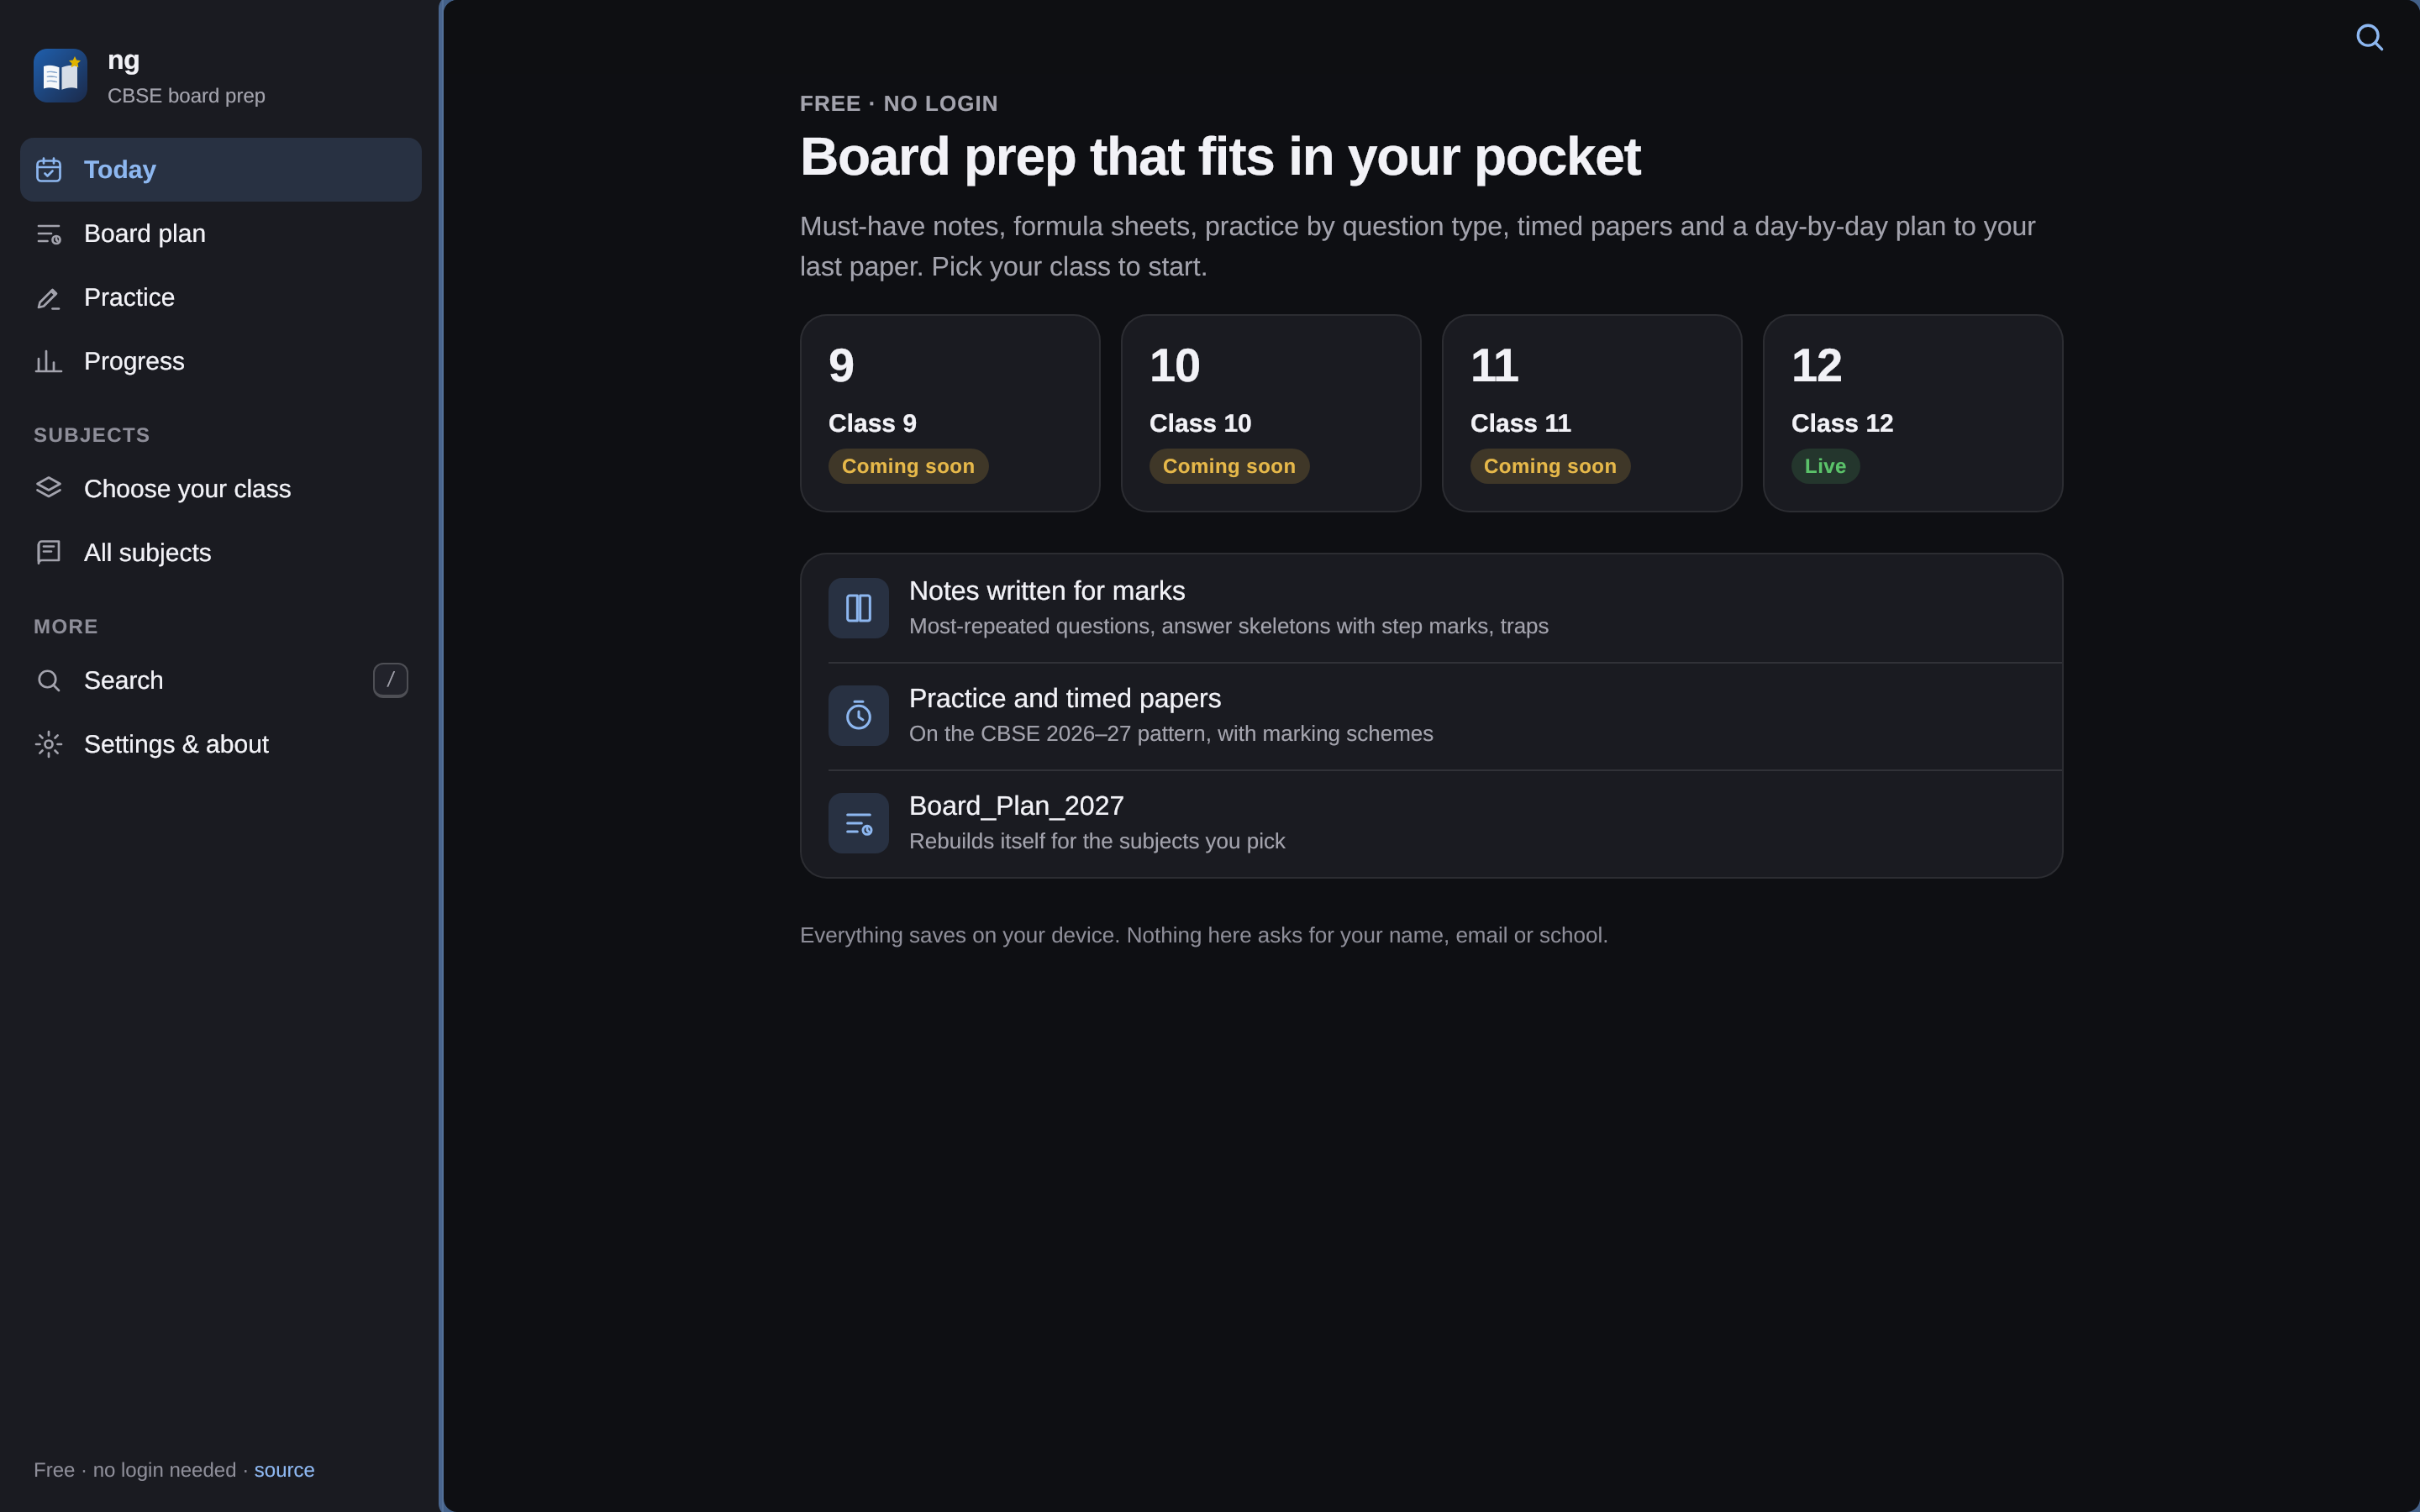 ng
CBSE board prep
Today
Board plan
Practice
Progress
SUBJECTS
Choose your class
All subjects
MORE
Search
/
Settings & about
Free · no login needed · source
FREE · NO LOGIN
Board prep that fits in your pocket
Must-have notes, formula sheets, practice by question type, timed papers and a day-by-day plan to your
last paper. Pick your class to start.
9
Class 9
Coming soon
10
Class 10
Coming soon
11
Class 11
Coming soon
12
Class 12
Live
Notes written for marks
Most-repeated questions, answer skeletons with step marks, traps
Practice and timed papers
On the CBSE 2026–27 pattern, with marking schemes
Board_Plan_2027
Rebuilds itself for the subjects you pick
Everything saves on your device. Nothing here asks for your name, email or school.